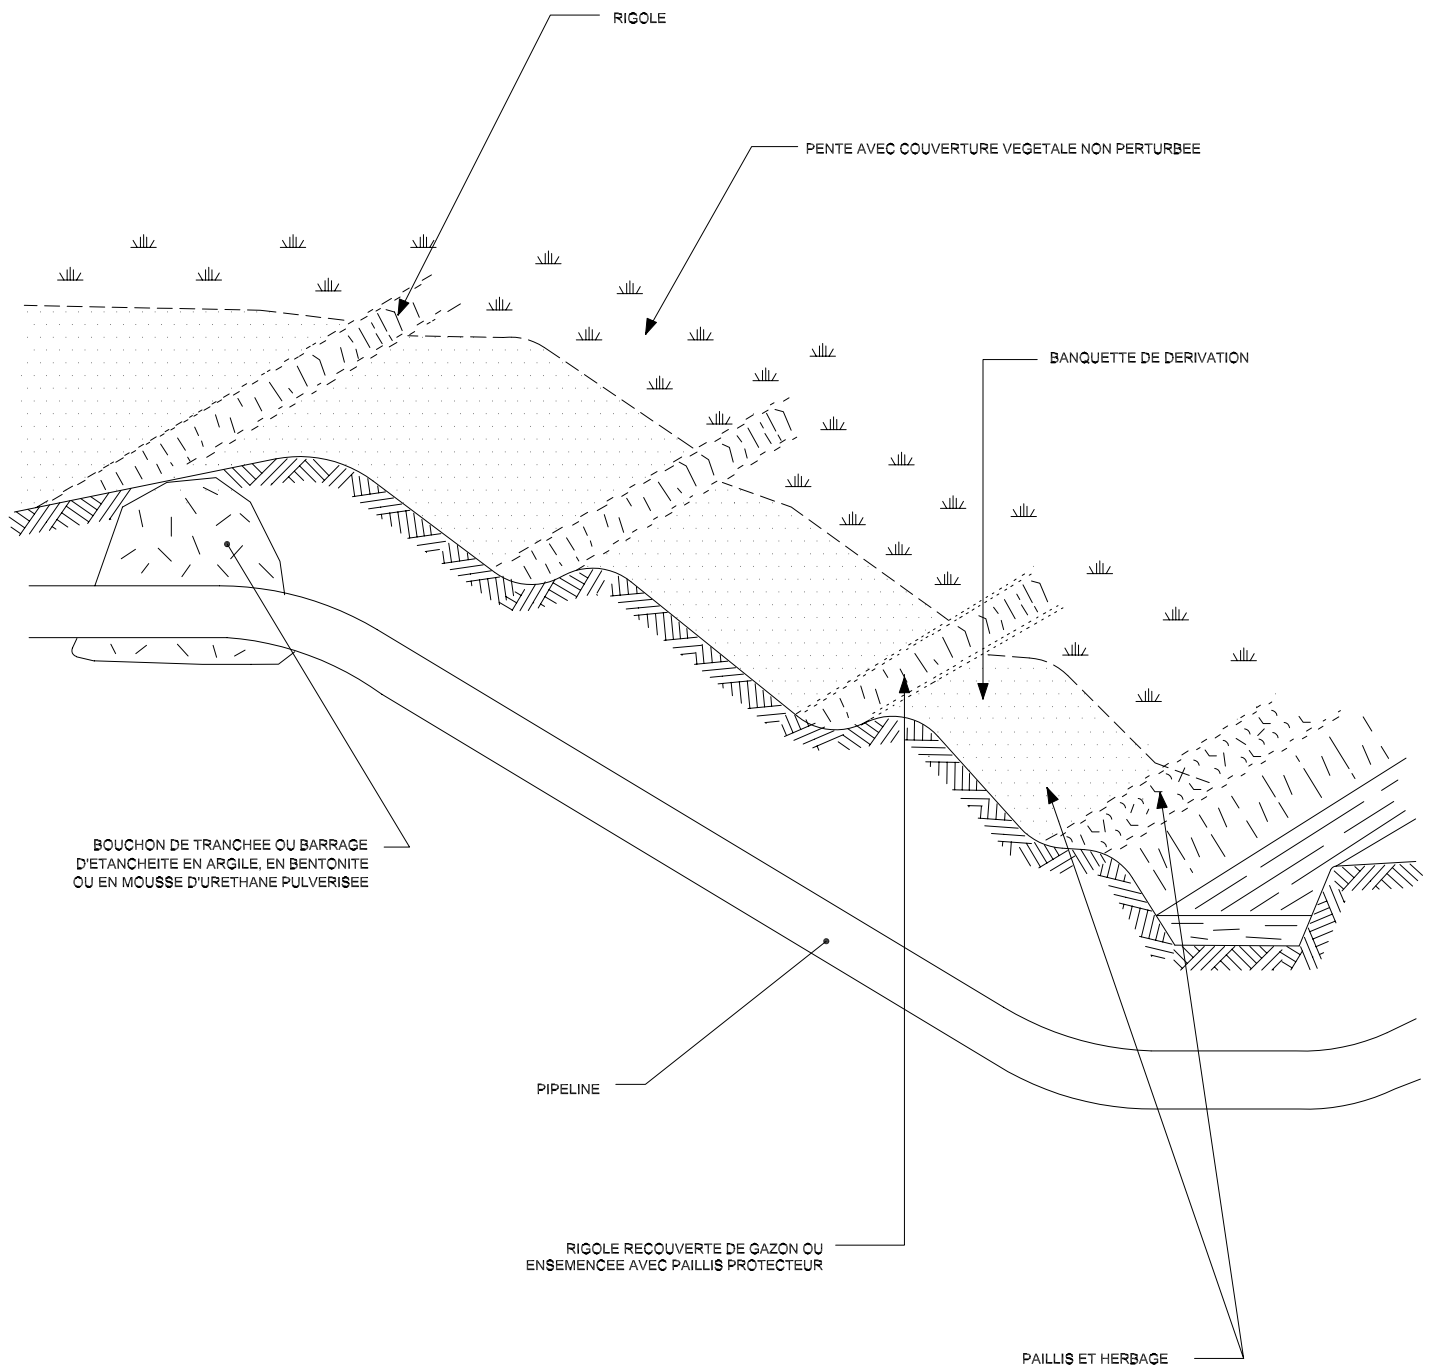 RIGOLE
PENTE AVEC COUVERTURE VEGETALE NON PERTURBEE
BANQUETTE DE DERIVATION
BOUCHON DE TRANCHEE OU BARRAGE
D'ETANCHEITE EN ARGILE, EN BENTONITE
OU EN MOUSSE D'URETHANE PULVERISEE
PIPELINE
RIGOLE RECOUVERTE DE GAZON OU
ENSEMENCEE AVEC PAILLIS PROTECTEUR
PAILLIS ET HERBAGE